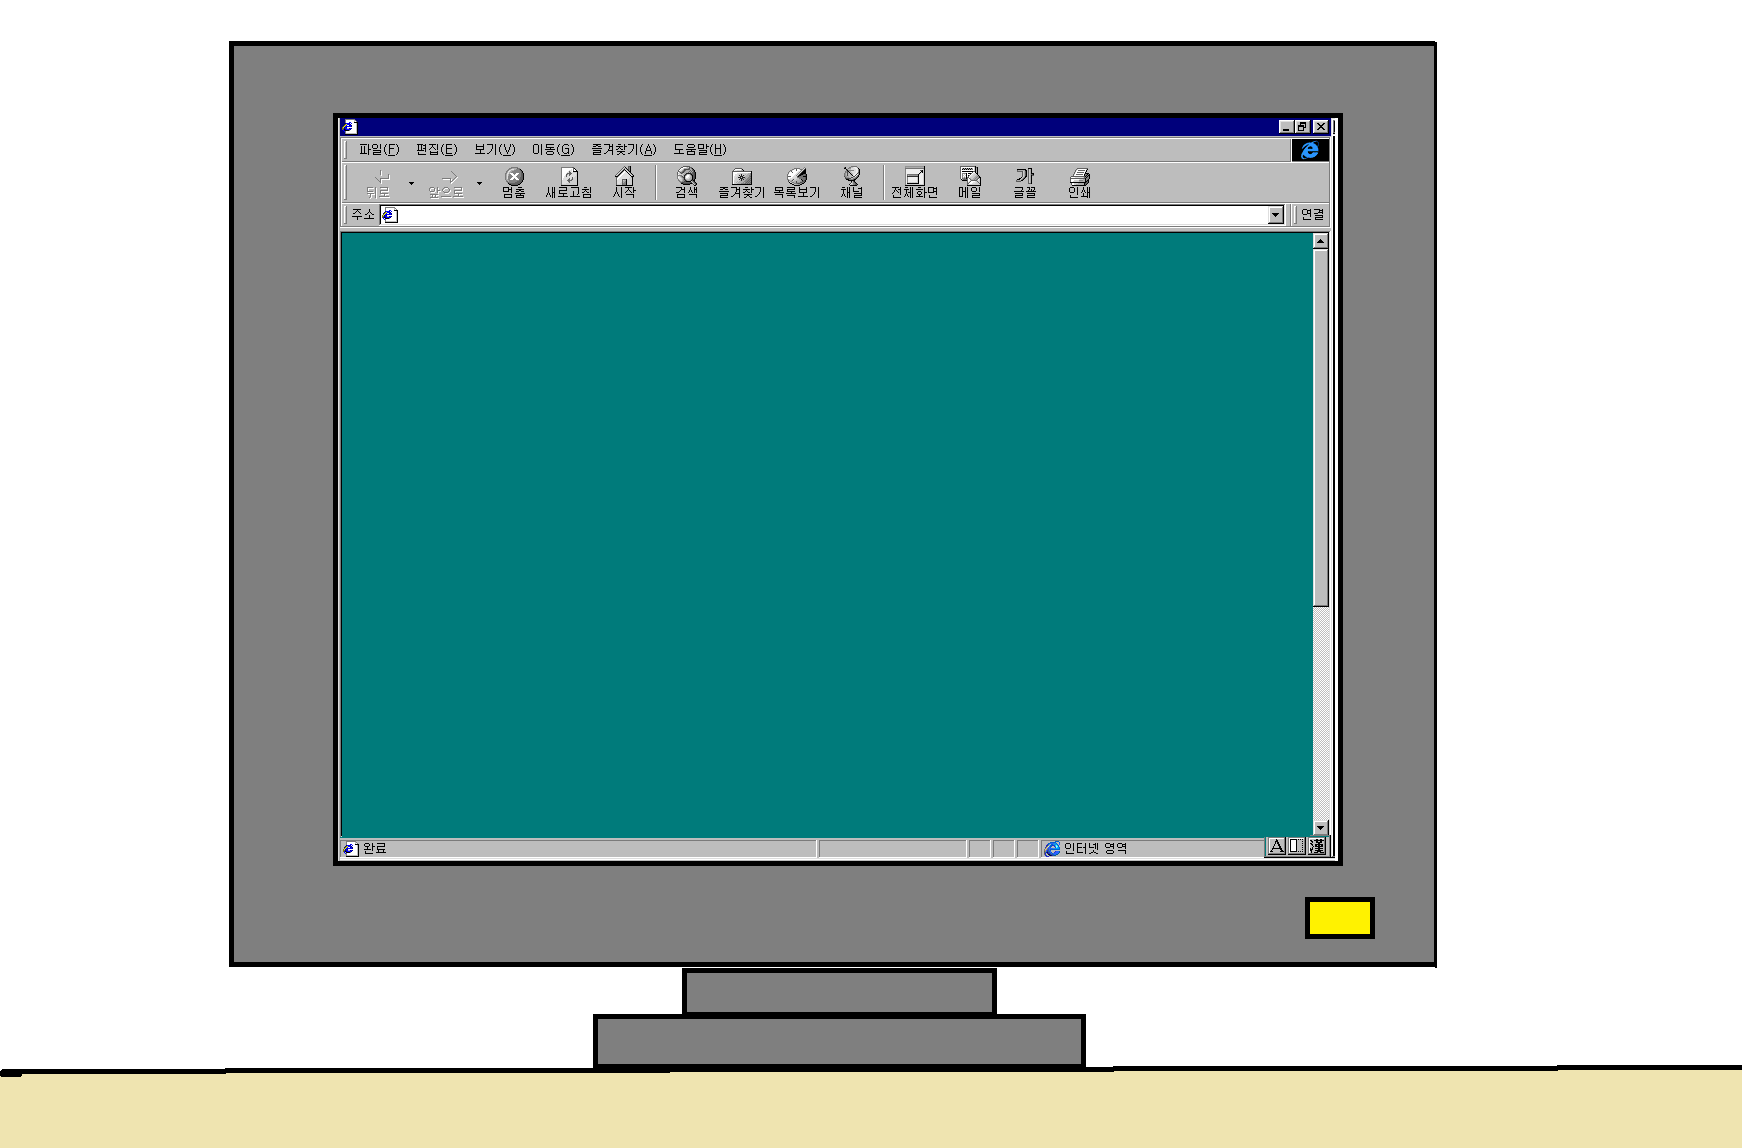 파일(F) 편집(E) 보기(V) 이동(G) 즐겨찾기(A) 도움말(H)
뒤로 앞으로 멈춤 새로고침 시작 검색 즐겨찾기 목록보기 채널 전체화면 메일 글꼴 인쇄
주소 연결
완료 인터넷 영역 A 漢